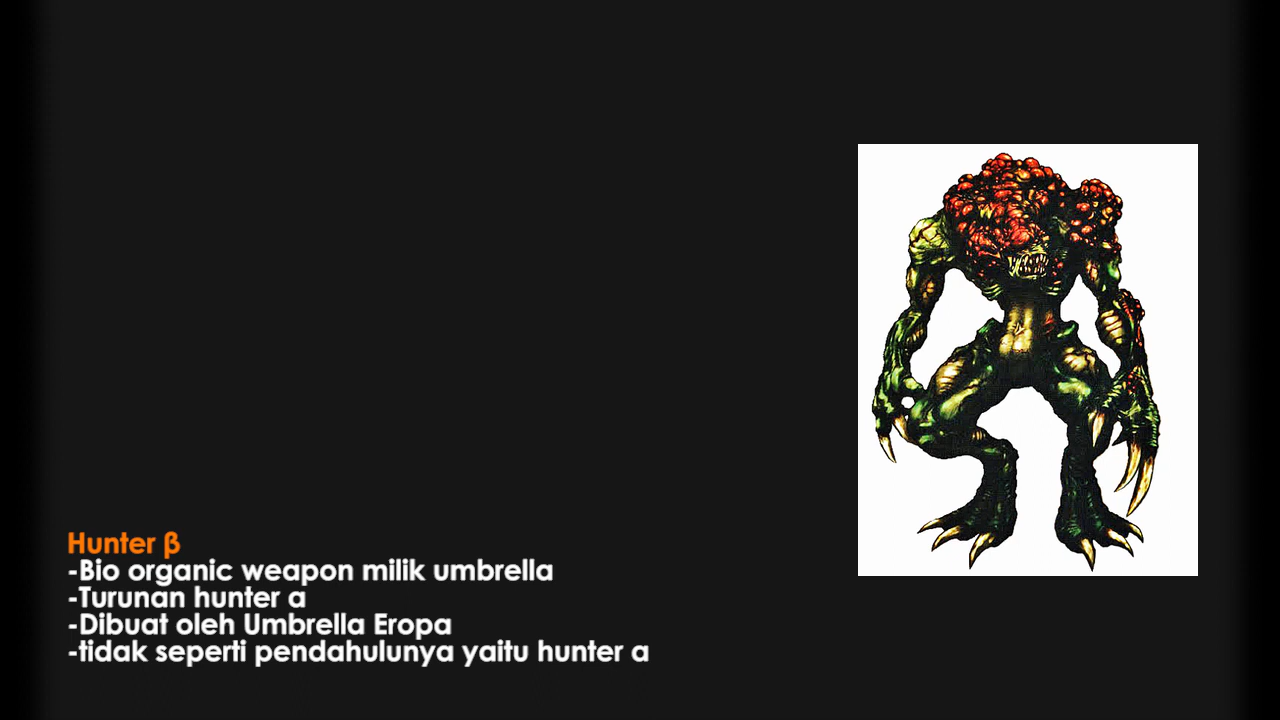 Hunter β
-Bio organic weapon milik umbrella
-Turunan hunter a
-Dibuat oleh Umbrella Eropa
-tidak seperti pendahulunya yaitu hunter a